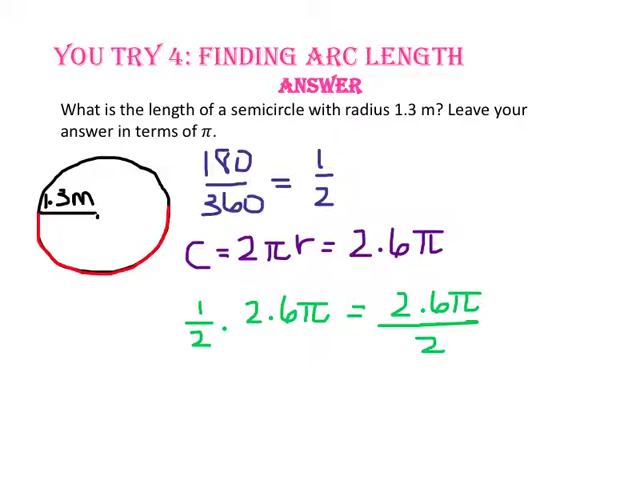 YOU TRY 4: FINDING ARC LENGTH
ANSWER
What is the length of a semicircle with radius 1.3 m? Leave your
answer in terms of π.
1.3m
180/360 = 1/2
C = 2πr = 2.6π
1/2 · 2.6π = 2.6π/2